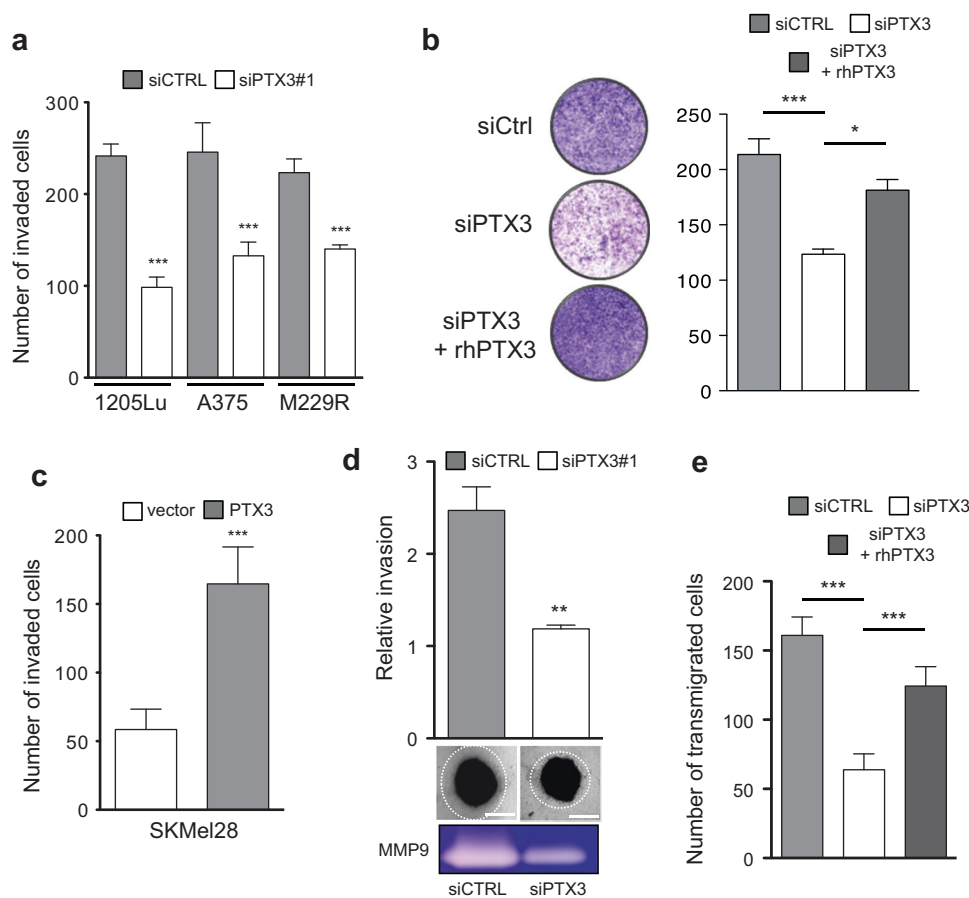 a
siCTRL siPTX3#1
Number of invaded cells
300
200
100
0
***
***
***
1205Lu A375 M229R
b
siCtrl
siPTX3
siPTX3
+ rhPTX3
siCTRL siPTX3
siPTX3
+ rhPTX3
***
*
250
200
150
100
50
0
c
vector PTX3
Number of invaded cells
200
150
100
50
0
***
SKMel28
d
siCTRL siPTX3#1
Relative invasion
3
2
1
0
**
MMP9
siCTRL siPTX3
e
siCTRL siPTX3
siPTX3
+ rhPTX3
Number of transmigrated cells
200
150
100
50
0
***
***